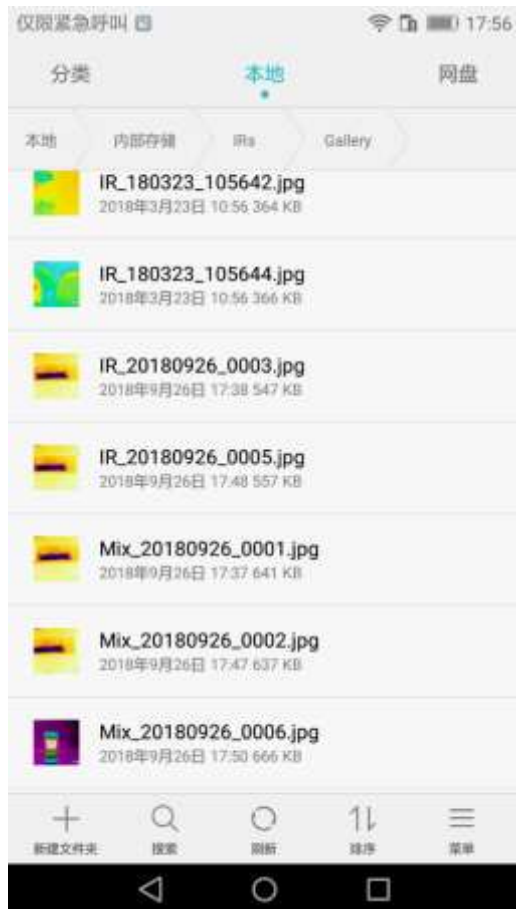 仅限紧急呼叫 17:56
分类 本地 网盘
本地 内部存储 IRs Gallery
IR_180323_105642.jpg
2018年3月23日 10:56 364 KB
IR_180323_105644.jpg
2018年3月23日 10:56 366 KB
IR_20180926_0003.jpg
2018年9月26日 17:38 547 KB
IR_20180926_0005.jpg
2018年9月26日 17:48 557 KB
Mix_20180926_0001.jpg
2018年9月26日 17:37 641 KB
Mix_20180926_0002.jpg
2018年9月26日 17:47 637 KB
Mix_20180926_0006.jpg
2018年9月26日 17:50 666 KB
新建文件夹 搜索 刷新 排序 菜单